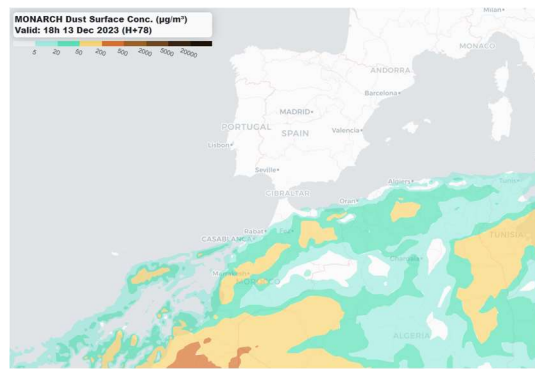 MONARCH Dust Surface Conc. (µg/m³)
Valid: 18h 13 Dec 2023 (H+78)
5 20 50 200 500 2000 5000 20000
Milan
MONACO
ANDORRA
Barcelona
MADRID
PORTUGAL
SPAIN
Valencia
Lisbon
Seville
GIBRALTAR
Algiers
Oran
Rabat
CASABLANCA
TUNISIA
ALGERIA